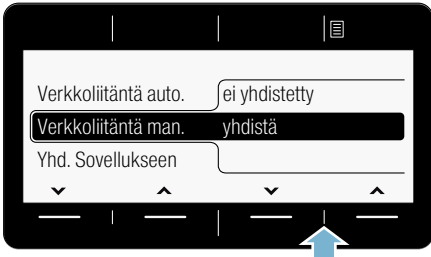 Verkkoliitäntä auto. ei yhdistetty
Verkkoliitäntä man. yhdistä
Yhd. Sovellukseen